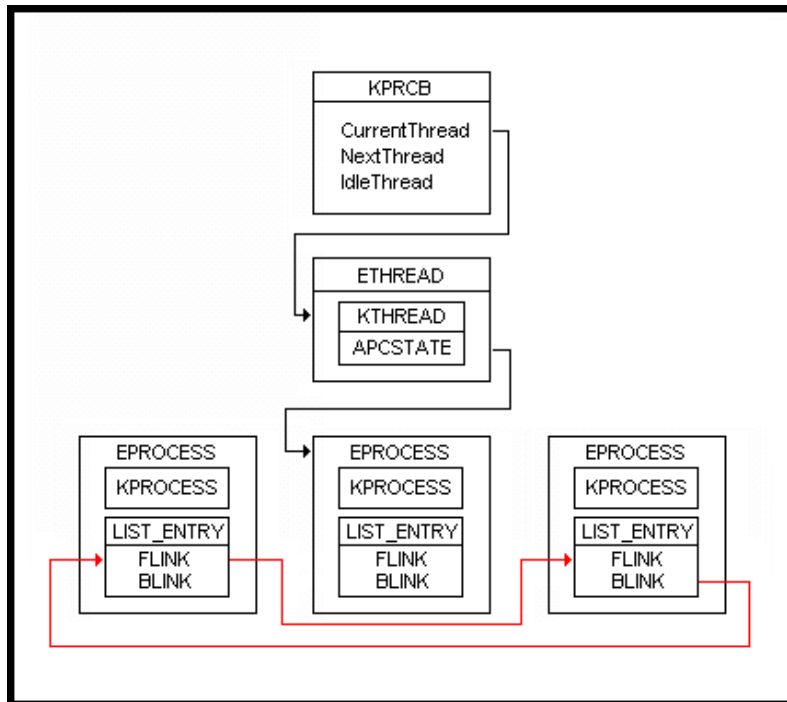 KPRCB
CurrentThread
NextThread
IdleThread
ETHREAD
KTHREAD
APCSTATE
EPROCESS
KPROCESS
LIST_ENTRY
FLINK
BLINK
EPROCESS
KPROCESS
LIST_ENTRY
FLINK
BLINK
EPROCESS
KPROCESS
LIST_ENTRY
FLINK
BLINK